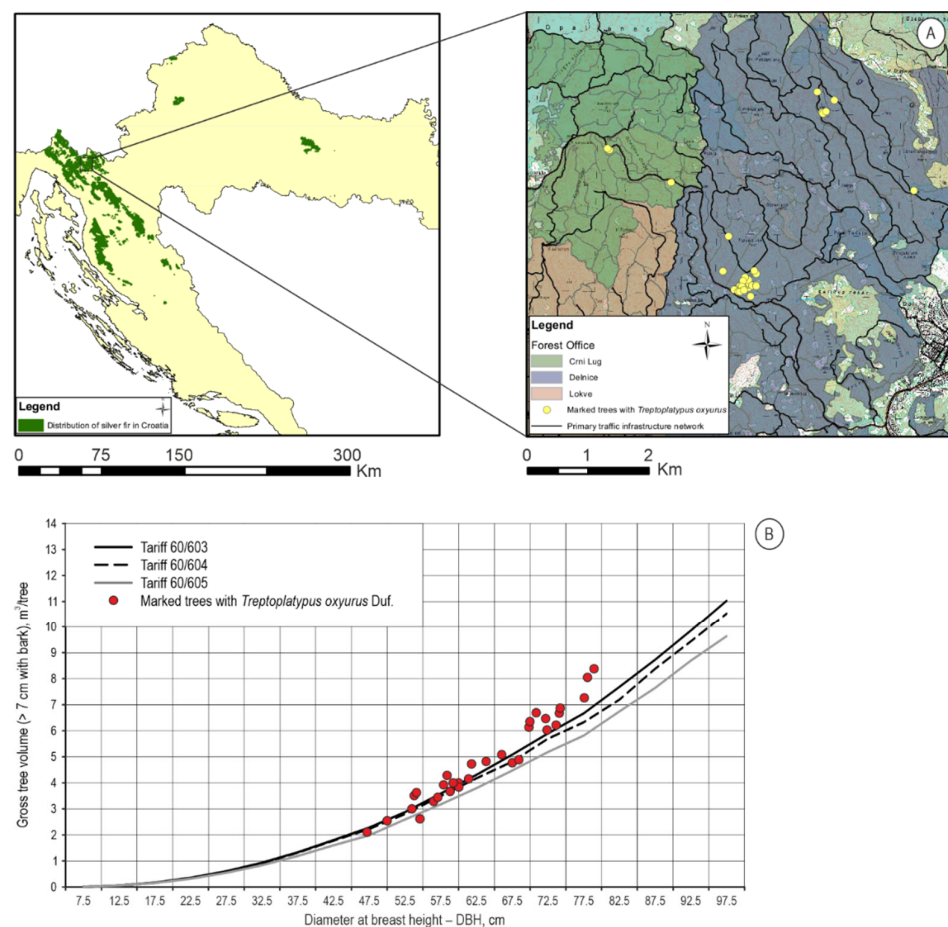 Legend
Distribution of silver fir in Croatia
0 75 150 300
Km
A
N
Legend
Forest Office
Crni Lug
Delnice
Lokve
Marked trees with Treptoplatypus oxyurus
Primary traffic infrastructure network
0 1 2
Km
B
Gross tree volume (> 7 cm with bark), m³/tree
14
13
12
11
10
9
8
7
6
5
4
3
2
1
0
Tariff 60/603
Tariff 60/604
Tariff 60/605
Marked trees with Treptoplatypus oxyurus Duf.
7.5 12.5 17.5 22.5 27.5 32.5 37.5 42.5 47.5 52.5 57.5 62.5 67.5 72.5 77.5 82.5 87.5 92.5 97.5
Diameter at breast height – DBH, cm